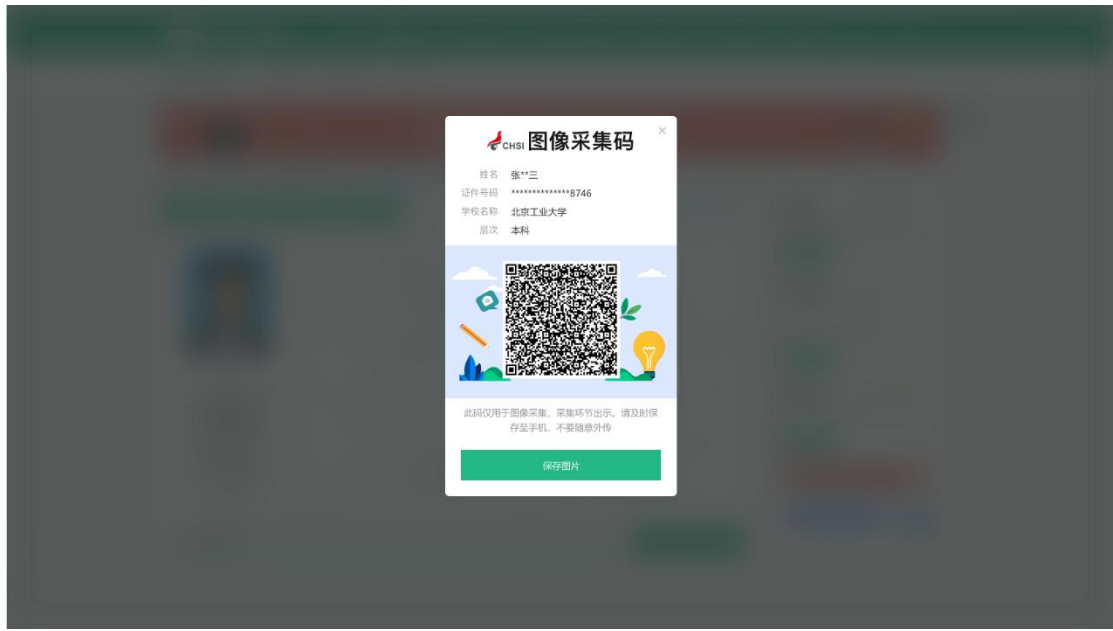 CHSI 图像采集码
×
姓名 张**三
证件号码 **************8746
学校名称 北京工业大学
层次 本科
此码仅用于图像采集，采集环节出示。请及时保
存至手机，不要随意外传
保存图片